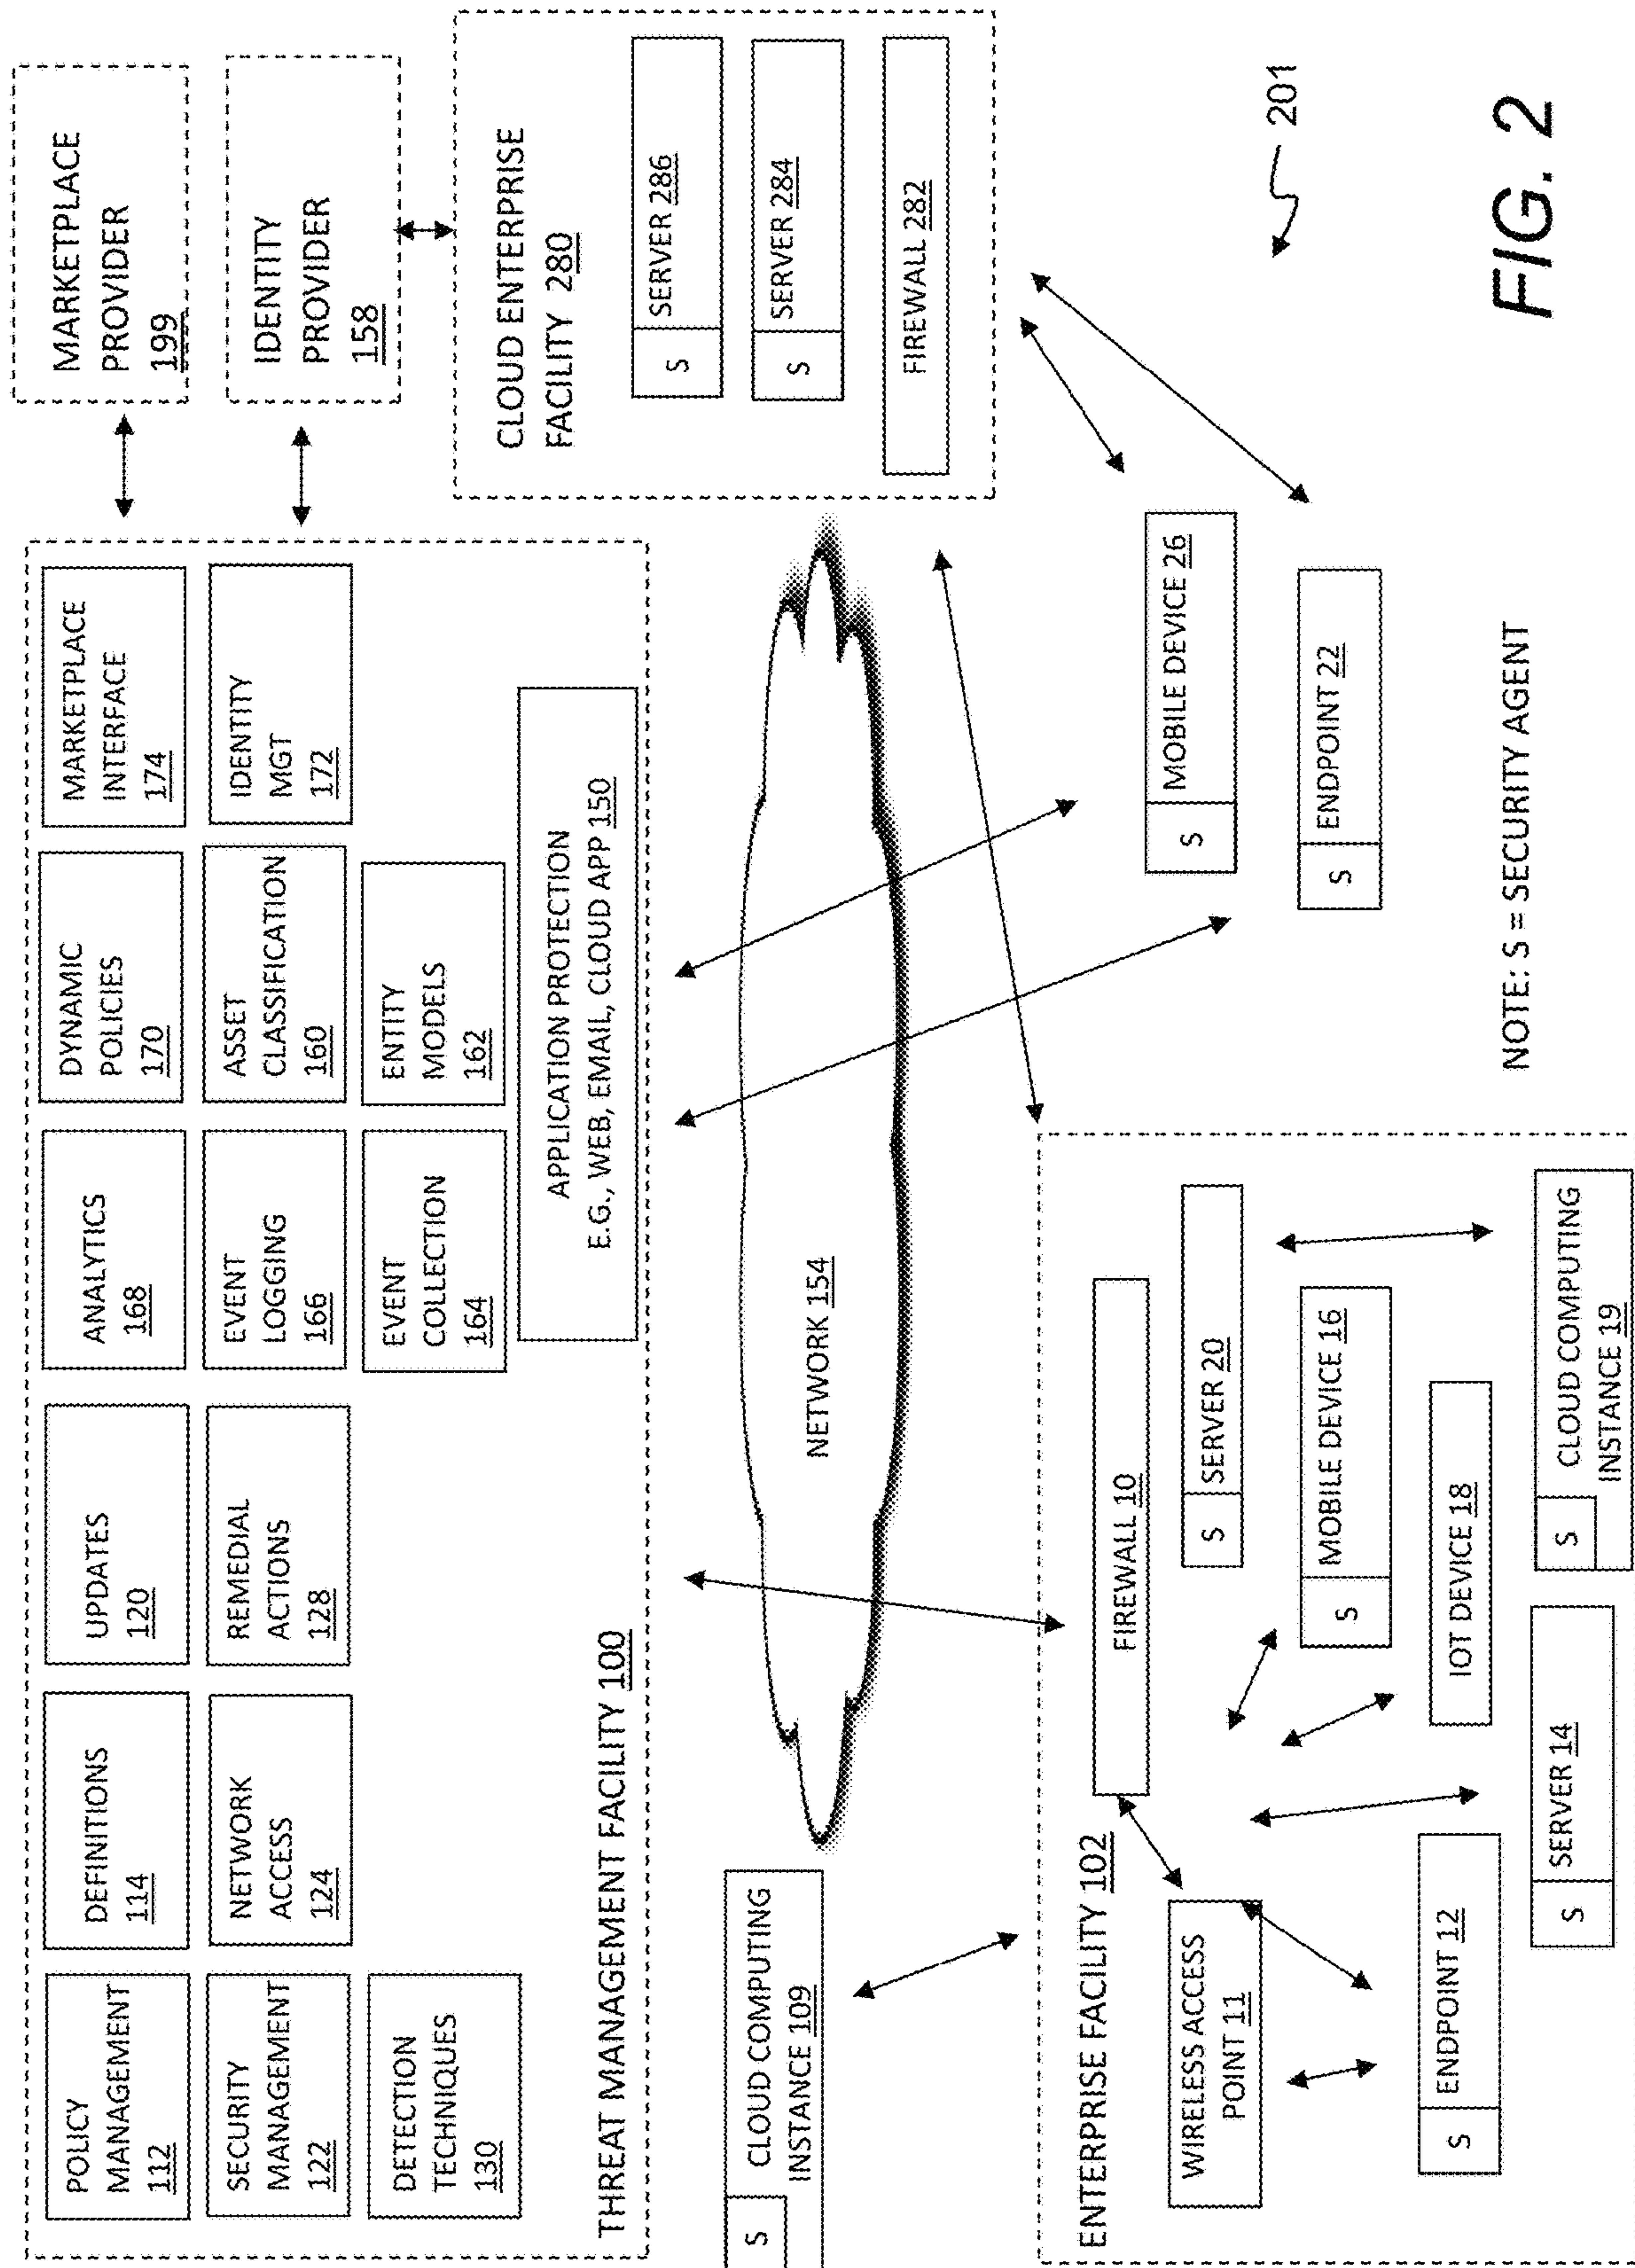 POLICY
MANAGEMENT
112
DEFINITIONS
114
UPDATES
120
ANALYTICS
168
DYNAMIC
POLICIES
170
MARKETPLACE
INTERFACE
174
MARKETPLACE
PROVIDER
199
SECURITY
MANAGEMENT
122
NETWORK
ACCESS
124
REMEDIAL
ACTIONS
128
EVENT
LOGGING
166
ASSET
CLASSIFICATION
160
IDENTITY
MGT
172
IDENTITY
PROVIDER
158
DETECTION
TECHNIQUES
130
EVENT
COLLECTION
164
ENTITY
MODELS
162
APPLICATION PROTECTION
E.G., WEB, EMAIL, CLOUD APP 150
THREAT MANAGEMENT FACILITY 100
CLOUD ENTERPRISE
FACILITY 280
S
SERVER 286
S
SERVER 284
FIREWALL 282
S
CLOUD COMPUTING
INSTANCE 109
NETWORK 154
ENTERPRISE FACILITY 102
FIREWALL 10
WIRELESS ACCESS
POINT 11
S
SERVER 20
S
MOBILE DEVICE 16
IOT DEVICE 18
S
ENDPOINT 12
S
SERVER 14
S
CLOUD COMPUTING
INSTANCE 19
S
MOBILE DEVICE 26
S
ENDPOINT 22
NOTE: S = SECURITY AGENT
201
FIG. 2